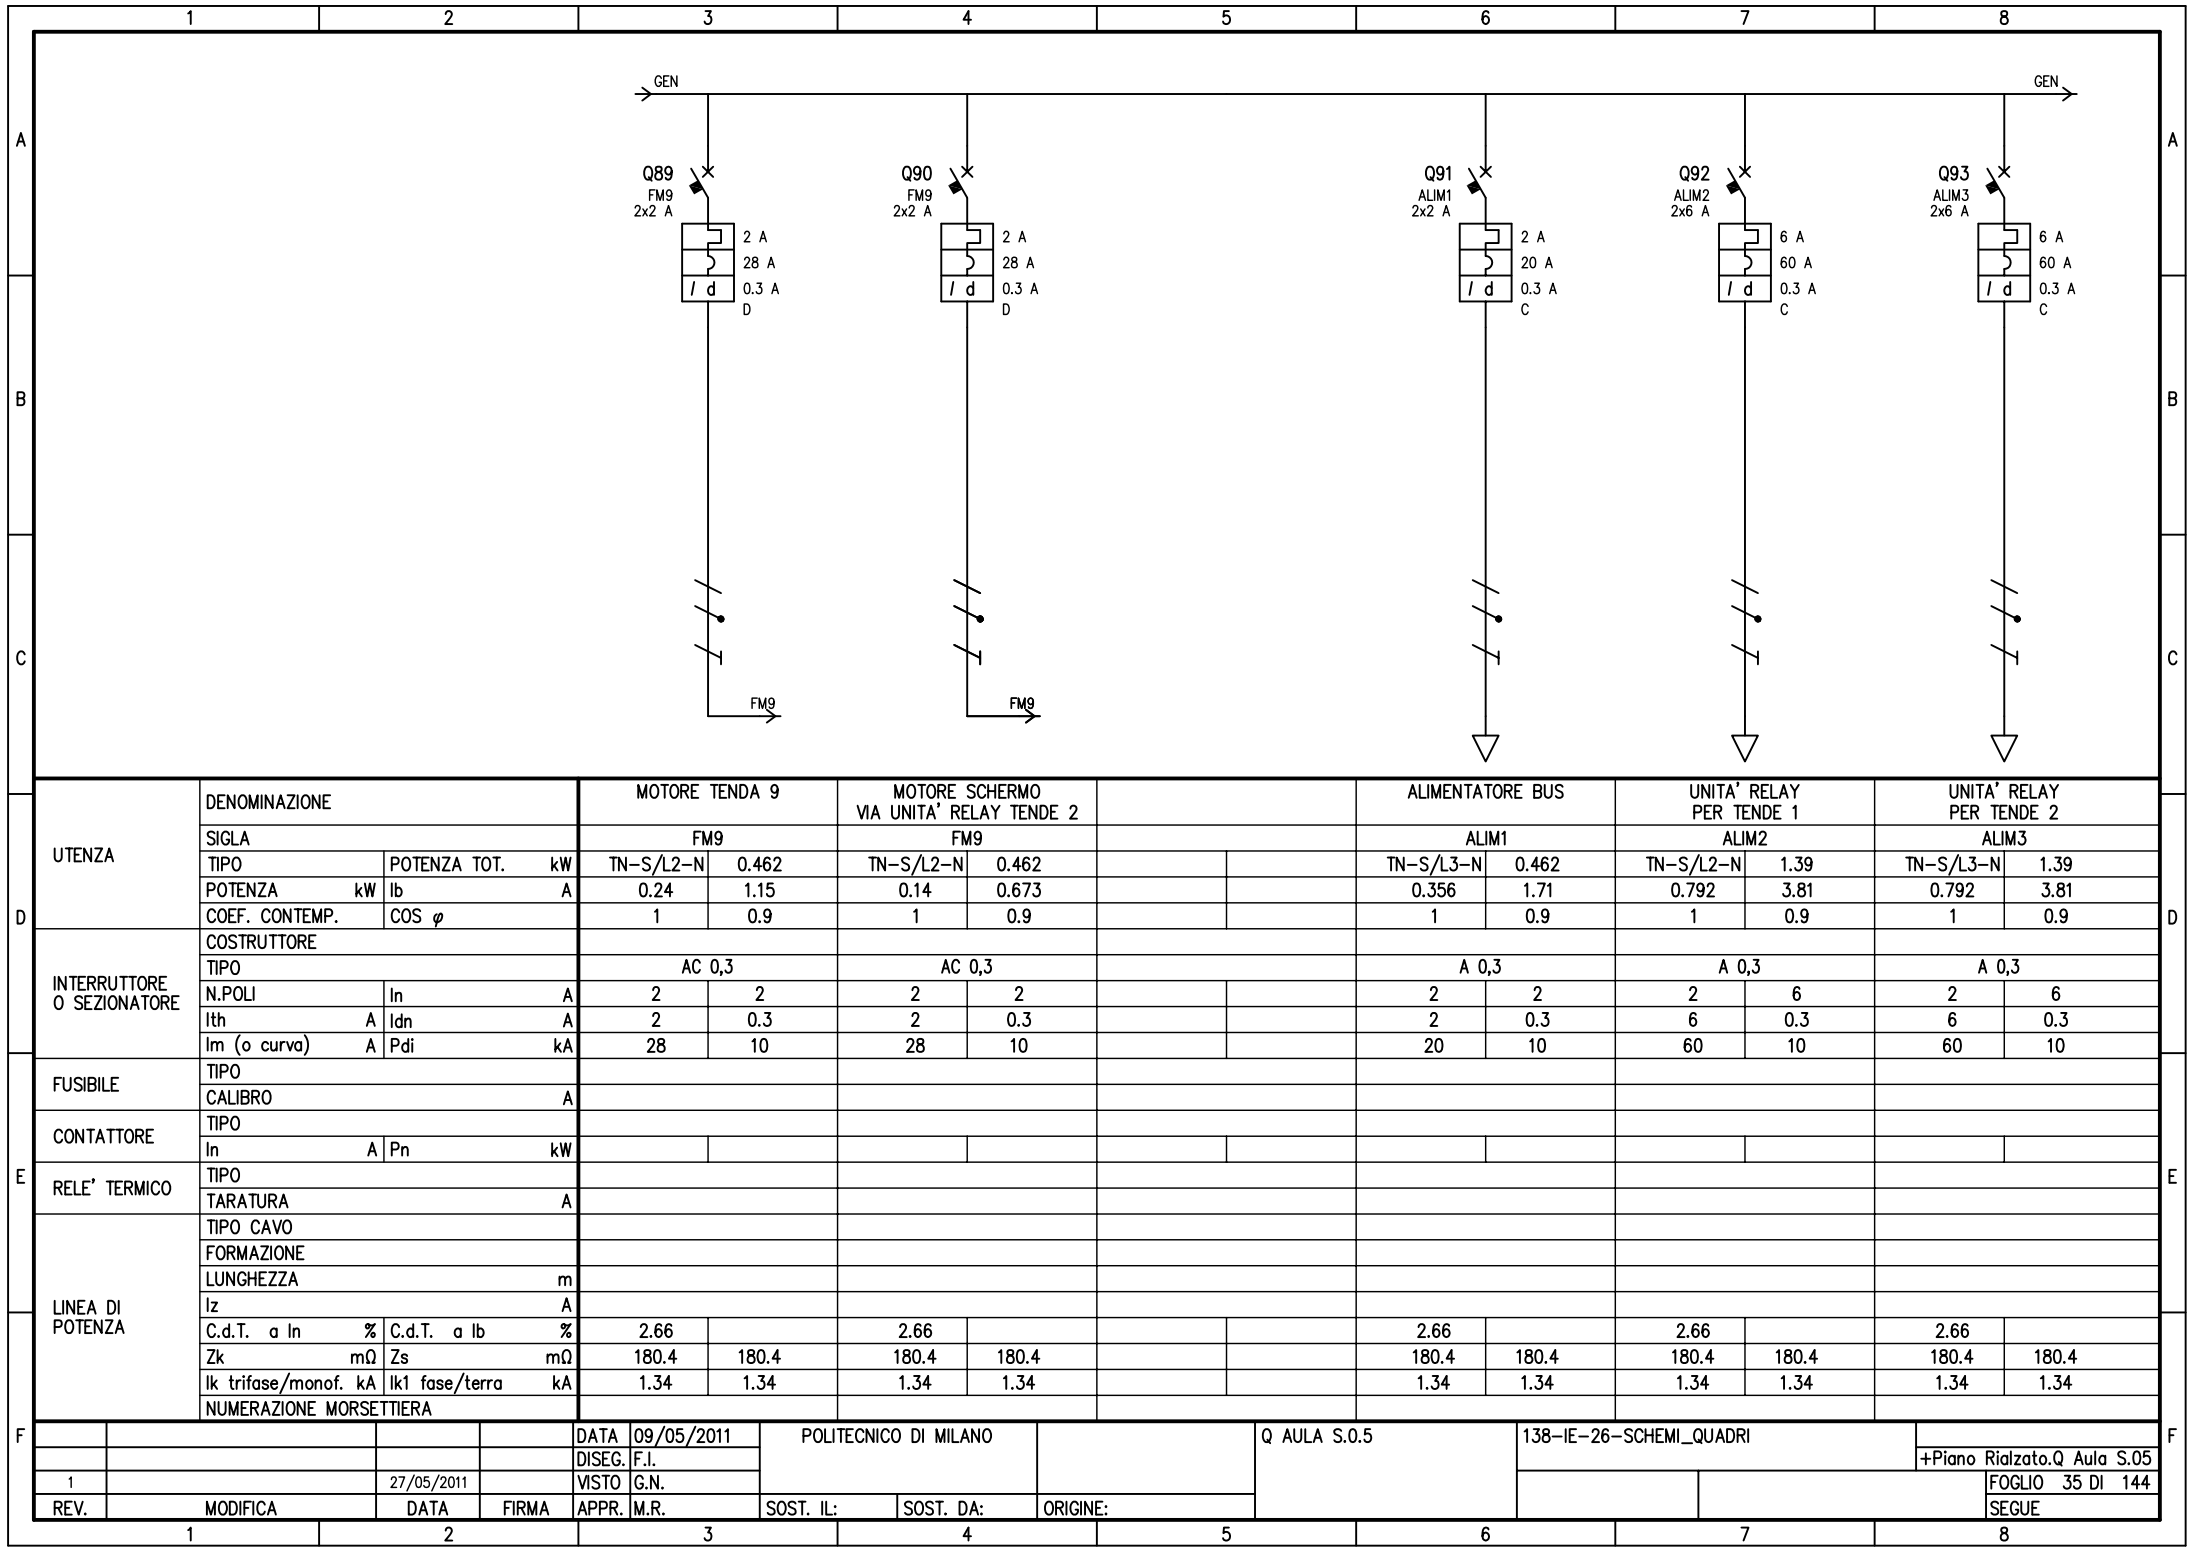 1 2 3 4 5 6 7 8
GEN GEN
A A
Q89 Q90 Q91 Q92 Q93
FM9 FM9 ALIM1 ALIM2 ALIM3
2x2 A 2x2 A 2x2 A 2x6 A 2x6 A
2 A 2 A 2 A 6 A 6 A
28 A 28 A 20 A 60 A 60 A
I d 0.3 A I d 0.3 A I d 0.3 A I d 0.3 A I d 0.3 A
D D C C C
B B
C C
FM9 FM9
UTENZA
DENOMINAZIONE MOTORE TENDA 9 MOTORE SCHERMO VIA UNITA' RELAY TENDE 2 ALIMENTATORE BUS UNITA' RELAY PER TENDE 1 UNITA' RELAY PER TENDE 2
SIGLA FM9 FM9 ALIM1 ALIM2 ALIM3
TIPO POTENZA TOT. kW TN-S/L2-N 0.462 TN-S/L2-N 0.462 TN-S/L3-N 0.462 TN-S/L2-N 1.39 TN-S/L3-N 1.39
POTENZA kW Ib A 0.24 1.15 0.14 0.673 0.356 1.71 0.792 3.81 0.792 3.81
D COEF. CONTEMP. COS φ 1 0.9 1 0.9 1 0.9 1 0.9 1 0.9 D
INTERRUTTORE O SEZIONATORE
COSTRUTTORE
TIPO AC 0,3 AC 0,3 A 0,3 A 0,3 A 0,3
N.POLI In A 2 2 2 2 2 2 2 6 2 6
Ith A Idn A 2 0.3 2 0.3 2 0.3 6 0.3 6 0.3
Im (o curva) A Pdi kA 28 10 28 10 20 10 60 10 60 10
FUSIBILE
TIPO
CALIBRO A
CONTATTORE
TIPO
In A Pn kW
E RELE' TERMICO E
TIPO
TARATURA A
LINEA DI POTENZA
TIPO CAVO
FORMAZIONE
LUNGHEZZA m
Iz A
C.d.T. a In % C.d.T. a Ib % 2.66 2.66 2.66 2.66 2.66
Zk mΩ Zs mΩ 180.4 180.4 180.4 180.4 180.4 180.4 180.4 180.4 180.4 180.4
Ik trifase/monof. kA Ik1 fase/terra kA 1.34 1.34 1.34 1.34 1.34 1.34 1.34 1.34 1.34 1.34
NUMERAZIONE MORSETTIERA
F DATA 09/05/2011 POLITECNICO DI MILANO Q AULA S.0.5 138-IE-26-SCHEMI_QUADRI F
DISEG. F.I. +Piano Rialzato.Q Aula S.05
1 27/05/2011 VISTO G.N. FOGLIO 35 DI 144
REV. MODIFICA DATA FIRMA APPR. M.R. SOST. IL: SOST. DA: ORIGINE: SEGUE
1 2 3 4 5 6 7 8